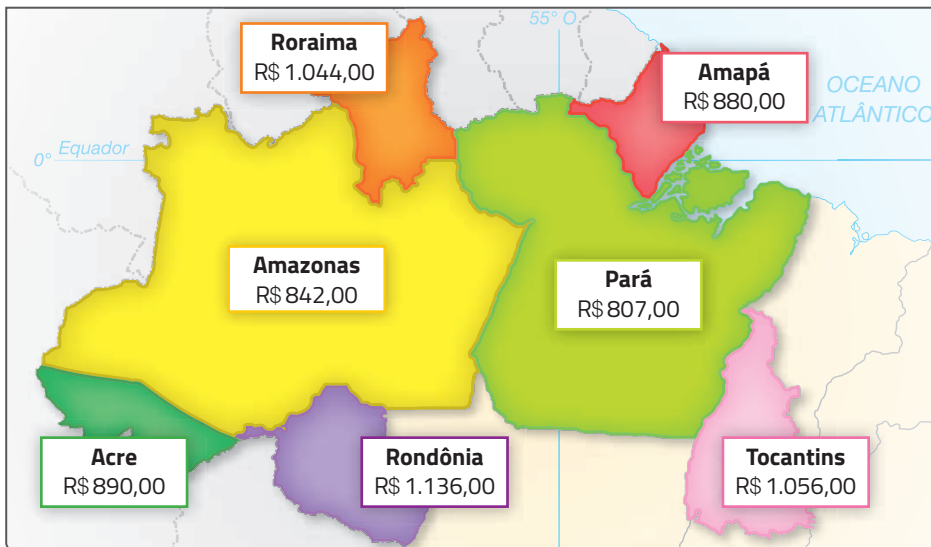 55° O
Roraima
R$ 1.044,00
Amapá
R$ 880,00
OCEANO
ATLÂNTICO
0° Equador
Amazonas
R$ 842,00
Pará
R$ 807,00
Acre
R$ 890,00
Rondônia
R$ 1.136,00
Tocantins
R$ 1.056,00